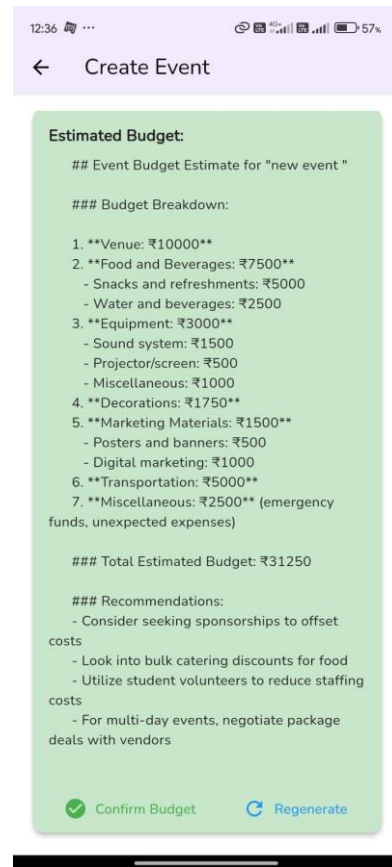 12:36
57%
Create Event
Estimated Budget:
## Event Budget Estimate for "new event "
### Budget Breakdown:
1. **Venue: ₹10000**
2. **Food and Beverages: ₹7500**
- Snacks and refreshments: ₹5000
- Water and beverages: ₹2500
3. **Equipment: ₹3000**
- Sound system: ₹1500
- Projector/screen: ₹500
- Miscellaneous: ₹1000
4. **Decorations: ₹1750**
5. **Marketing Materials: ₹1500**
- Posters and banners: ₹500
- Digital marketing: ₹1000
6. **Transportation: ₹5000**
7. **Miscellaneous: ₹2500** (emergency
funds, unexpected expenses)
### Total Estimated Budget: ₹31250
### Recommendations:
- Consider seeking sponsorships to offset
costs
- Look into bulk catering discounts for food
- Utilize student volunteers to reduce staffing
costs
- For multi-day events, negotiate package
deals with vendors
Confirm Budget
Regenerate